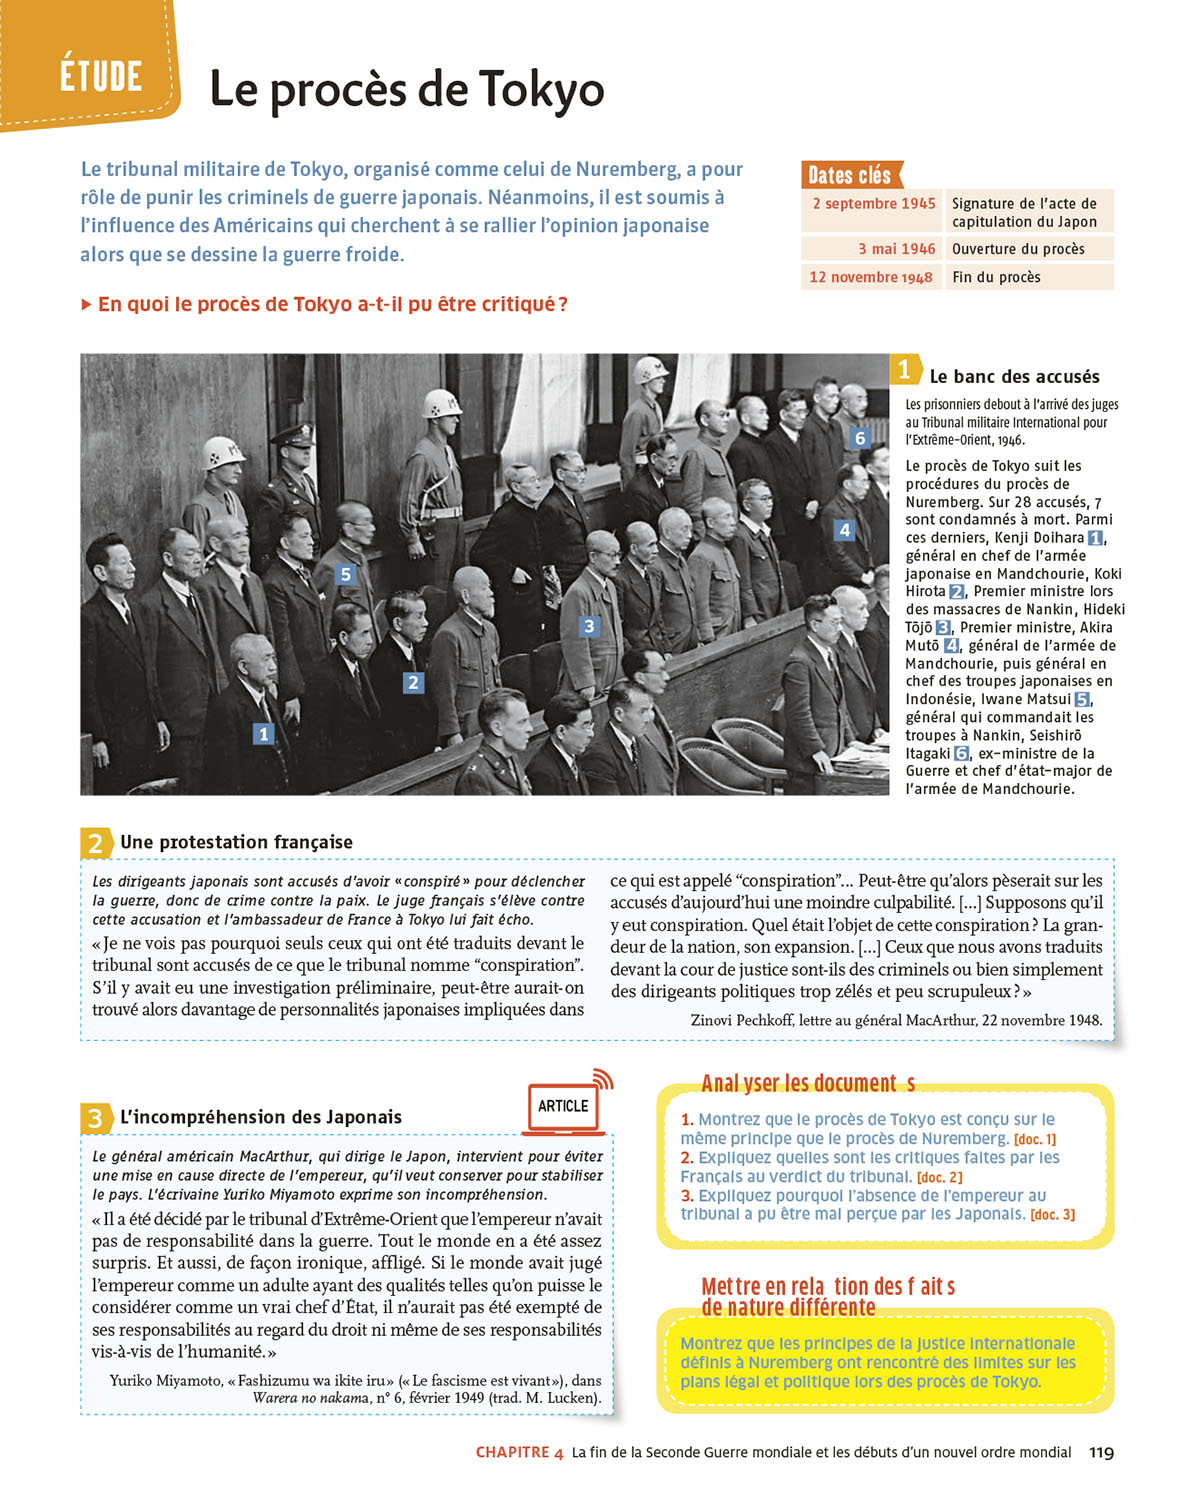 ÉTUDE
Le procès de Tokyo
Le tribunal militaire de Tokyo, organisé comme celui de Nuremberg, a pour
rôle de punir les criminels de guerre japonais. Néanmoins, il est soumis à
l'influence des Américains qui cherchent à se rallier l'opinion japonaise
alors que se dessine la guerre froide.
▶ En quoi le procès de Tokyo a-t-il pu être critiqué ?
Dates clés
2 septembre 1945 Signature de l'acte de
capitulation du Japon
3 mai 1946 Ouverture du procès
12 novembre 1948 Fin du procès
6
4
5
3
2
1
1 Le banc des accusés
Les prisonniers debout à l'arrivé des juges
au Tribunal militaire International pour
l'Extrême-Orient, 1946.
Le procès de Tokyo suit les
procédures du procès de
Nuremberg. Sur 28 accusés, 7
sont condamnés à mort. Parmi
ces derniers, Kenji Doihara 1,
général en chef de l'armée
japonaise en Mandchourie, Koki
Hirota 2, Premier ministre lors
des massacres de Nankin, Hideki
Tōjō 3, Premier ministre, Akira
Mutō 4, général de l'armée de
Mandchourie, puis général en
chef des troupes japonaises en
Indonésie, Iwane Matsui 5,
général qui commandait les
troupes à Nankin, Seishirō
Itagaki 6, ex-ministre de la
Guerre et chef d'état-major de
l'armée de Mandchourie.
2 Une protestation française
Les dirigeants japonais sont accusés d'avoir « conspiré » pour déclencher
la guerre, donc de crime contre la paix. Le juge français s'élève contre
cette accusation et l'ambassadeur de France à Tokyo lui fait écho.
« Je ne vois pas pourquoi seuls ceux qui ont été traduits devant le
tribunal sont accusés de ce que le tribunal nomme “conspiration”.
S'il y avait eu une investigation préliminaire, peut-être aurait-on
trouvé alors davantage de personnalités japonaises impliquées dans
ce qui est appelé “conspiration”... Peut-être qu'alors pèserait sur les
accusés d'aujourd'hui une moindre culpabilité. [...] Supposons qu'il
y eut conspiration. Quel était l'objet de cette conspiration ? La gran-
deur de la nation, son expansion. [...] Ceux que nous avons traduits
devant la cour de justice sont-ils des criminels ou bien simplement
des dirigeants politiques trop zélés et peu scrupuleux ? »
Zinovi Pechkoff, lettre au général MacArthur, 22 novembre 1948.
3 L'incompréhension des Japonais
ARTICLE
Le général américain MacArthur, qui dirige le Japon, intervient pour éviter
une mise en cause directe de l'empereur, qu'il veut conserver pour stabiliser
le pays. L'écrivaine Yuriko Miyamoto exprime son incompréhension.
« Il a été décidé par le tribunal d'Extrême-Orient que l'empereur n'avait
pas de responsabilité dans la guerre. Tout le monde en a été assez
surpris. Et aussi, de façon ironique, affligé. Si le monde avait jugé
l'empereur comme un adulte ayant des qualités telles qu'on puisse le
considérer comme un vrai chef d'État, il n'aurait pas été exempté de
ses responsabilités au regard du droit ni même de ses responsabilités
vis-à-vis de l'humanité. »
Yuriko Miyamoto, « Fashizumu wa ikite iru » (« Le fascisme est vivant »), dans
Warera no nakama, n° 6, février 1949 (trad. M. Lucken).
Anal yser les document s
1. Montrez que le procès de Tokyo est conçu sur le
même principe que le procès de Nuremberg. [doc. 1]
2. Expliquez quelles sont les critiques faites par les
Français au verdict du tribunal. [doc. 2]
3. Expliquez pourquoi l'absence de l'empereur au
tribunal a pu être mal perçue par les Japonais. [doc. 3]
Mettre en rela tion des f ait s
de nature différente
Montrez que les principes de la justice internationale
définis à Nuremberg ont rencontré des limites sur les
plans légal et politique lors des procès de Tokyo.
CHAPITRE 4 La fin de la Seconde Guerre mondiale et les débuts d'un nouvel ordre mondial 119